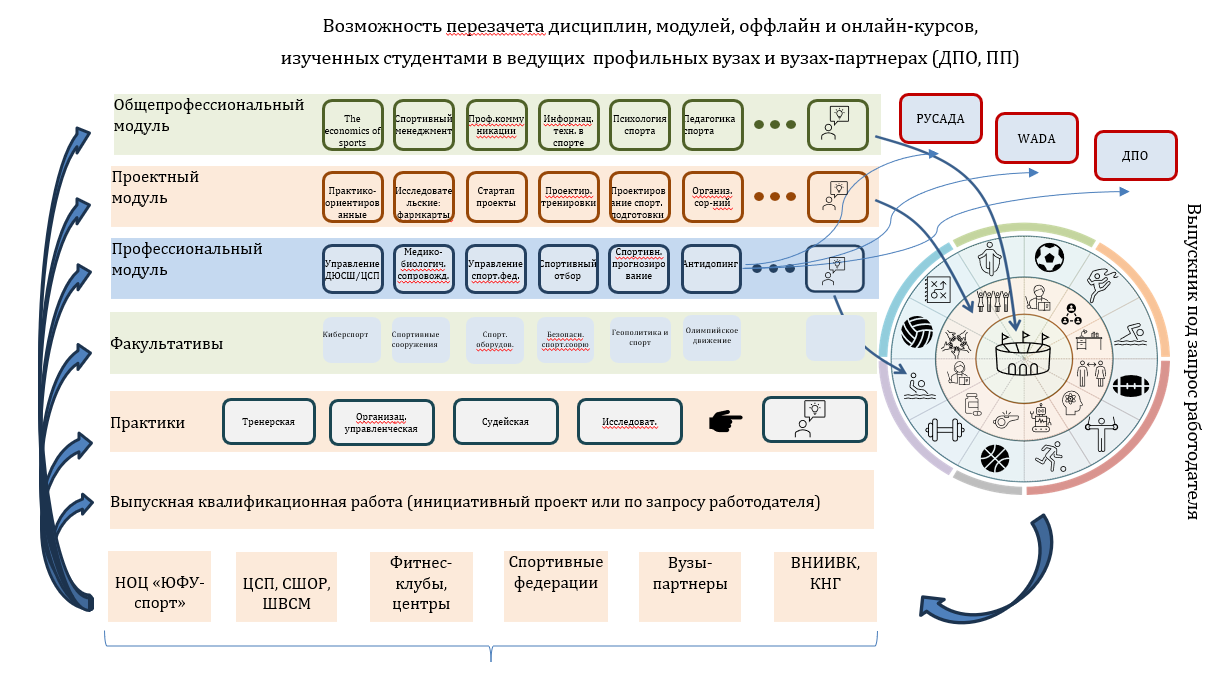 Возможность перезачета дисциплин, модулей, оффлайн и онлайн-курсов,
изученных студентами в ведущих профильных вузах и вузах-партнерах (ДПО, ПП)
Общепрофессиональный
модуль
The
economics of
sports
Спортивный
менеджмент
Проф.комму
никации
Информац.
техн. в
спорте
Психология
спорта
Педагогика
спорта
РУСАДА
WADA
ДПО
Проектный
модуль
Практико-
ориентиров
анные
Исследовате
льские:
фармкарты
Стартап
проекты
Проектир.
тренировки
Проектиров
ание спорт.
подготовки
Организ.
сор-ний
Профессиональный
модуль
Управление
ДЮСШ/ЦСП
Медико-
биологич.
сопровожд.
Управление
спорт.фед.
Спортивный
отбор
Спортивн.
прогнозиро
вание
Антидопинг
Факультативы
Киберспорт
Спортивные
сооружения
Спорт.
оборудов.
Безопасн.
спорт.соорю
Геополитика и
спорт
Олимпийское
движение
Практики
Тренерская
Организац.
управленческая
Судейская
Исследоват.
Выпускная квалификационная работа (инициативный проект или по запросу работодателя)
НОЦ «ЮФУ-
спорт»
ЦСП, СШОР,
ШВСМ
Фитнес-
клубы,
центры
Спортивные
федерации
Вузы-
партнеры
ВНИИВК,
КНГ
Выпускник под запрос работодателя